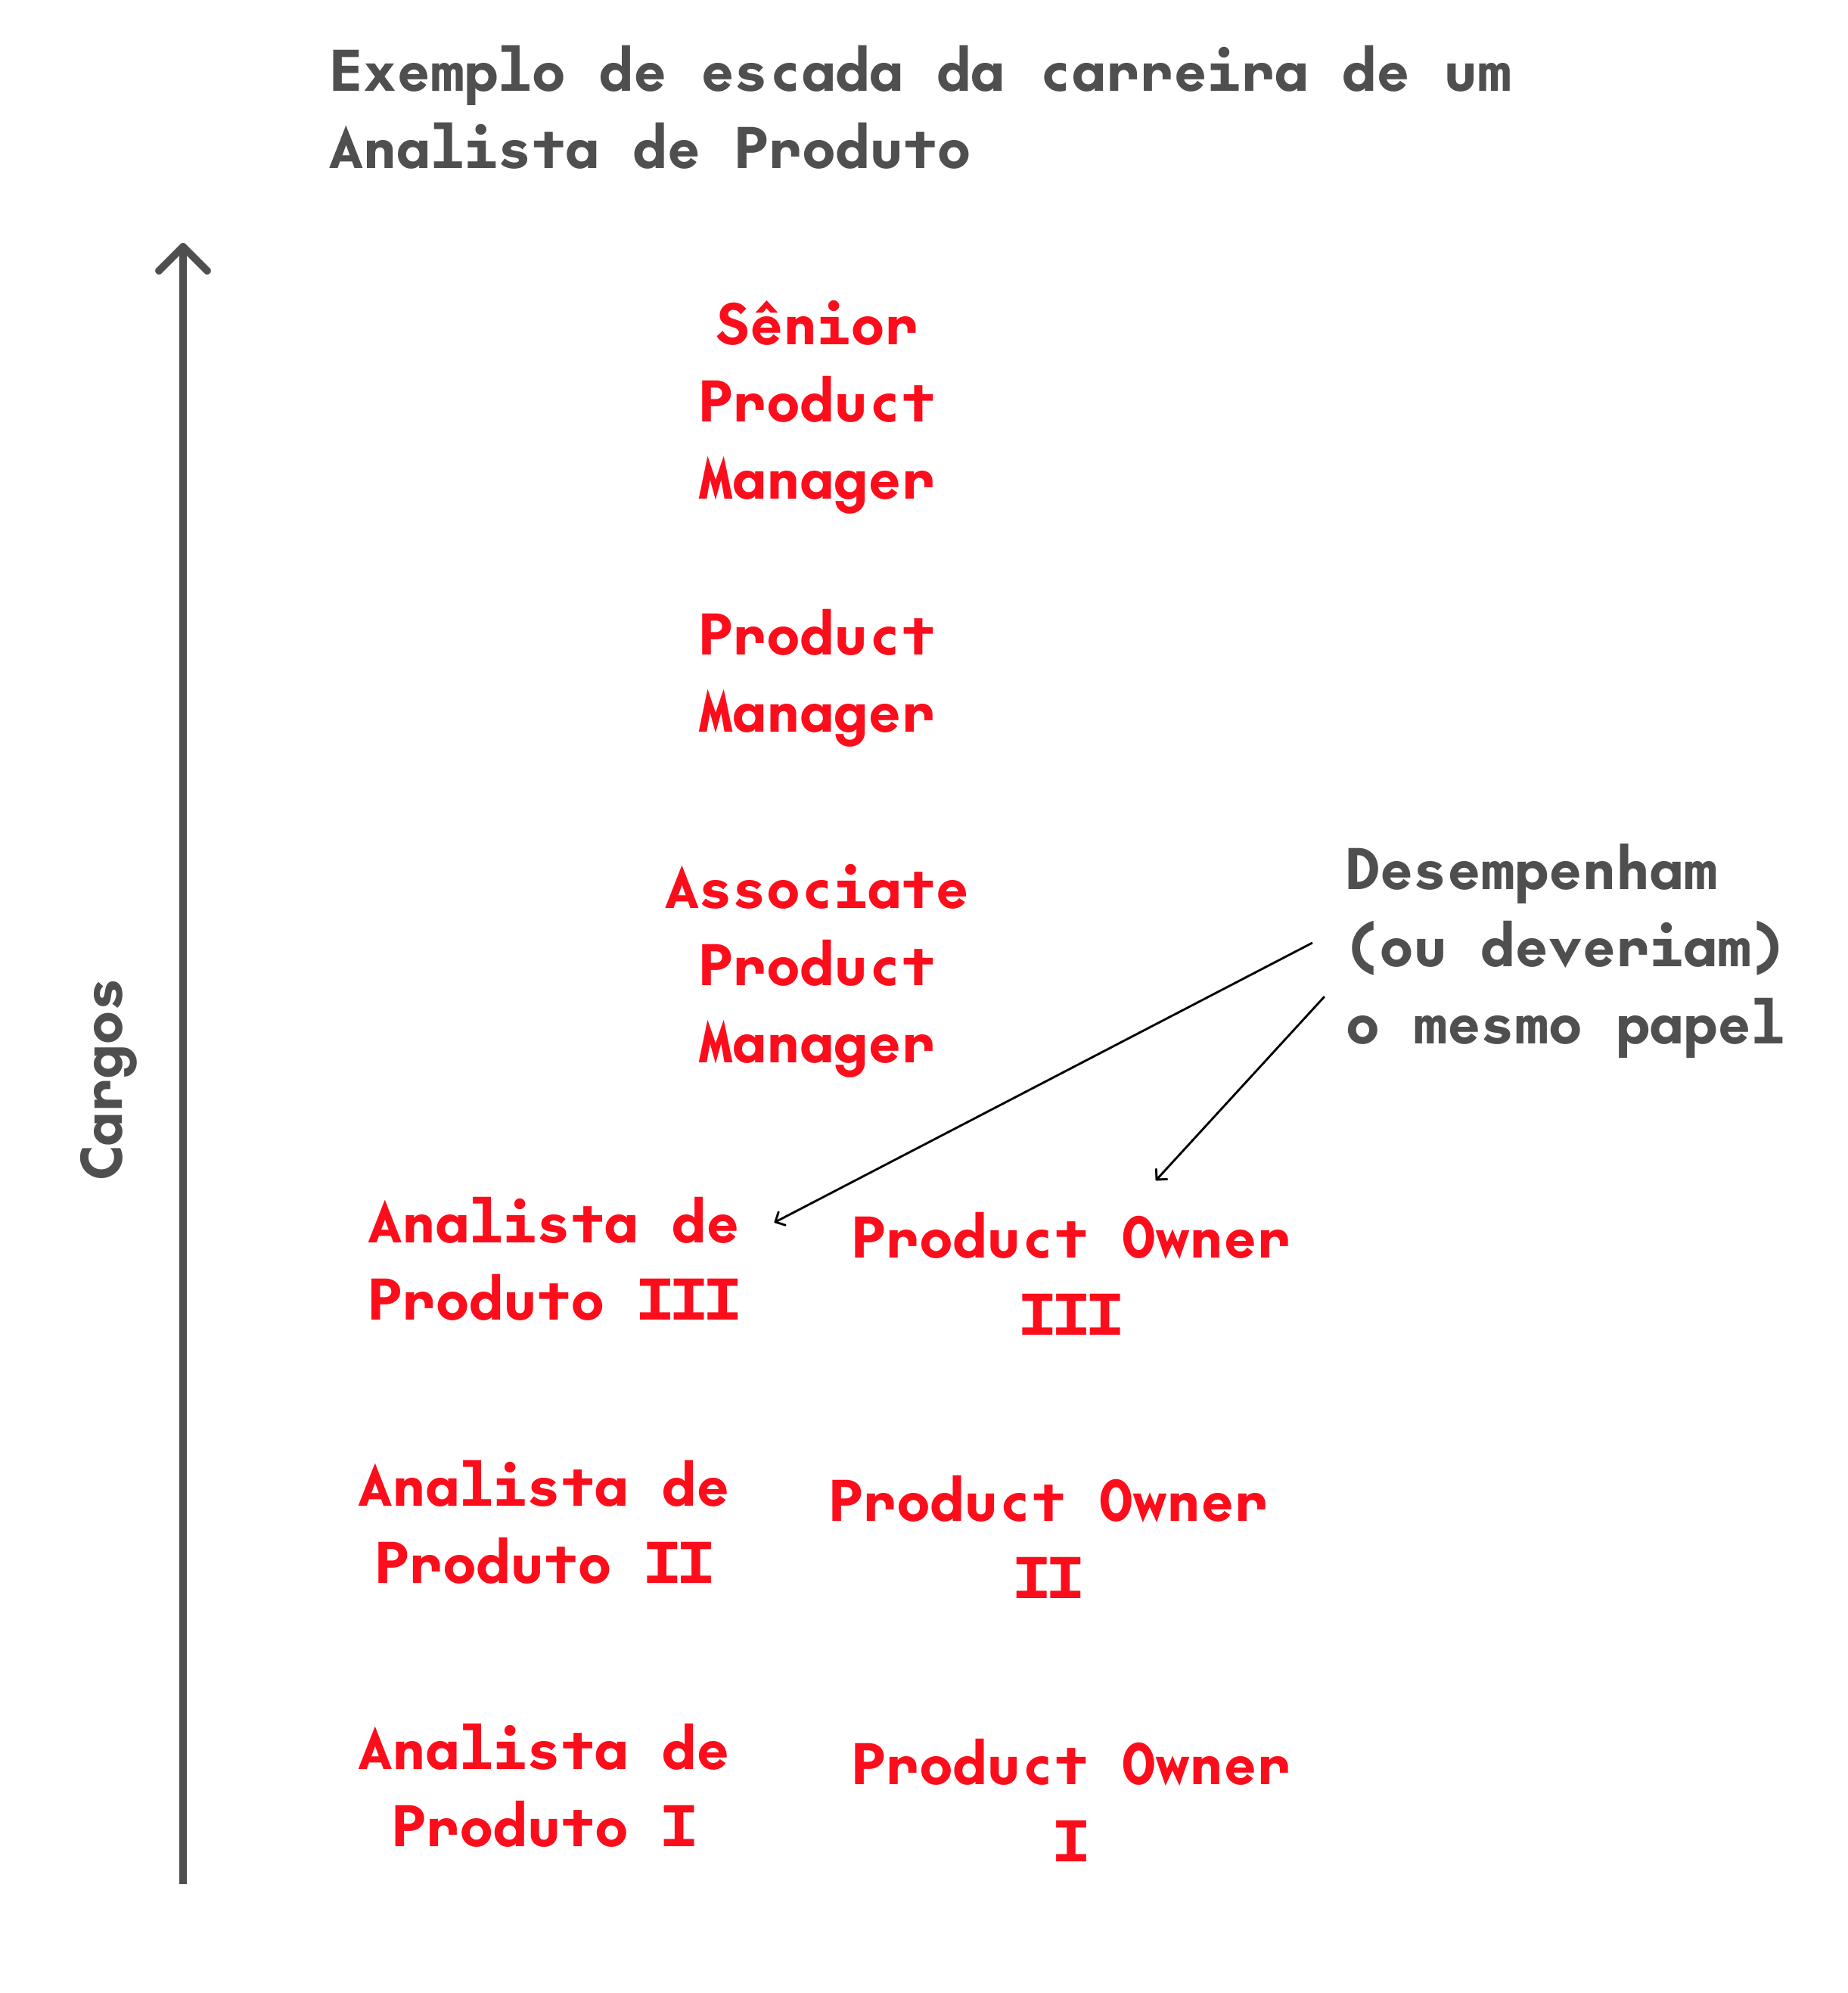 Exemplo de escada da carreira de um
Analista de Produto
Sênior
Product
Manager
Product
Manager
Associate
Product
Manager
Desempenham
(ou deveriam)
o mesmo papel
Cargos
Analista de
Produto III
Product Owner
III
Analista de
Produto II
Product Owner
II
Analista de
Produto I
Product Owner
I